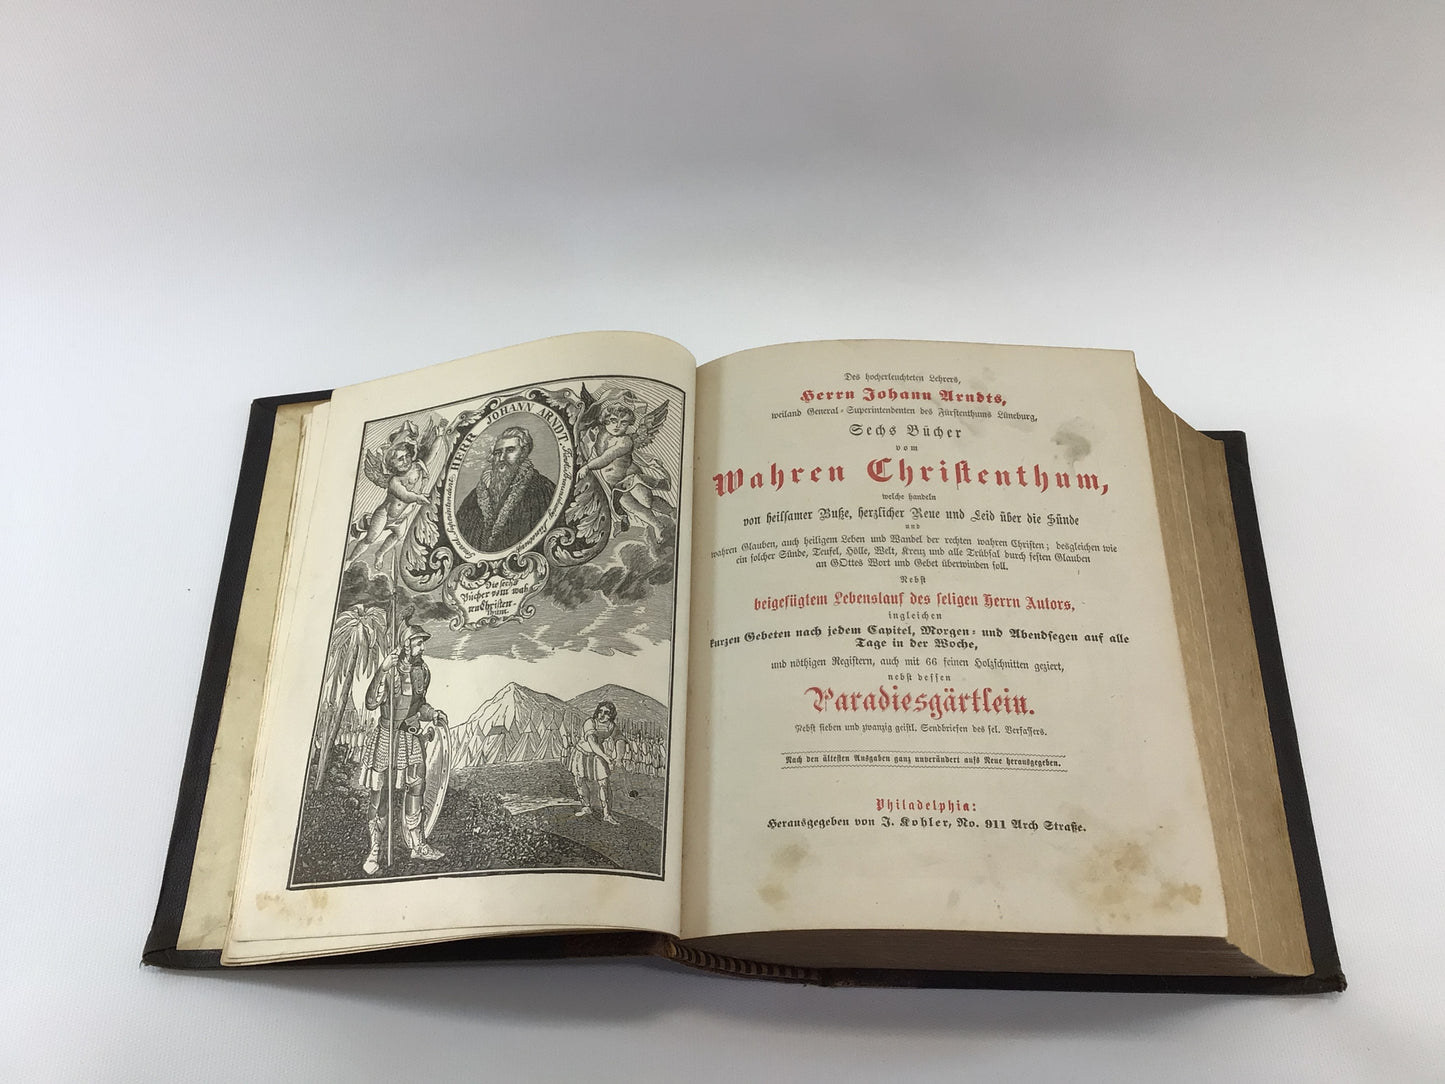 HERR JOHANN ARNDT.
General Superintendent
Die sechs
Bücher vom wah
ren Christen-
thum.
Des hocherleuchteten Lehrers,
Herrn Johann Arndts,
weiland General-Superintendenten des Fürstenthums Lüneburg,
Sechs Bücher
vom
Wahren Christenthum,
welche handeln
von heilsamer Buße, herzlicher Reue und Leid über die Sünde
und
wahren Glauben, auch heiligem Leben und Wandel der rechten wahren Christen; desgleichen wie
ein solcher Sünde, Teufel, Hölle, Welt, Kreuz und alle Trübsal durch festen Glauben
an GOttes Wort und Gebet überwinden soll.
Nebst
beigefügtem Lebenslauf des seligen Herrn Autors,
ingleichen
kurzen Gebeten nach jedem Capitel, Morgen- und Abendsegen auf alle
Tage in der Woche,
und nöthigen Registern, auch mit 66 feinen Holzschnitten geziert,
nebst dessen
Paradiesgärtlein.
Nebst sieben und zwanzig geistl. Sendbriefen des sel. Verfassers.
Nach den ältesten Ausgaben ganz unverändert aufs Neue herausgegeben.
Philadelphia:
Herausgegeben von J. Kohler, No. 911 Arch Straße.